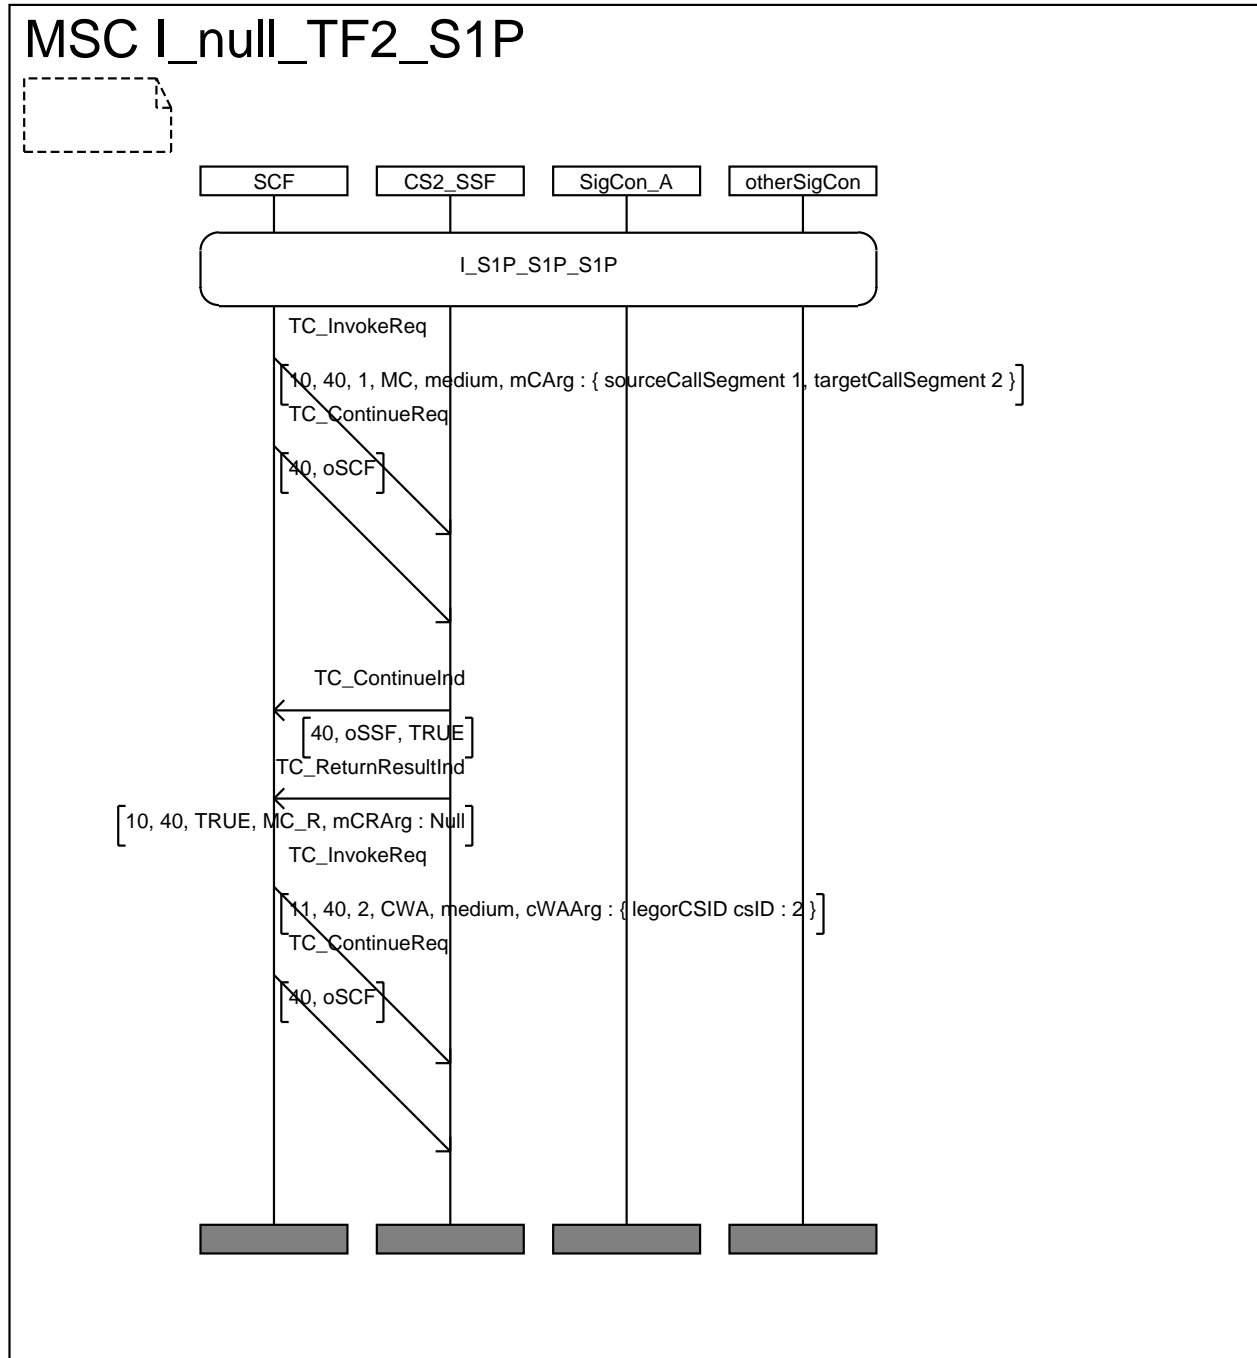 MSC I_null_TF2_S1P
SCF CS2_SSF SigCon_A otherSigCon
I_S1P_S1P_S1P
TC_InvokeReq
10, 40, 1, MC, medium, mCArg : { sourceCallSegment 1, targetCallSegment 2 }
TC_ContinueReq
40, oSCF
TC_ContinueInd
40, oSSF, TRUE
TC_ReturnResultInd
10, 40, TRUE, MC_R, mCRArg : Null
TC_InvokeReq
11, 40, 2, CWA, medium, cWAArg : { legorCSID csID : 2 }
TC_ContinueReq
40, oSCF